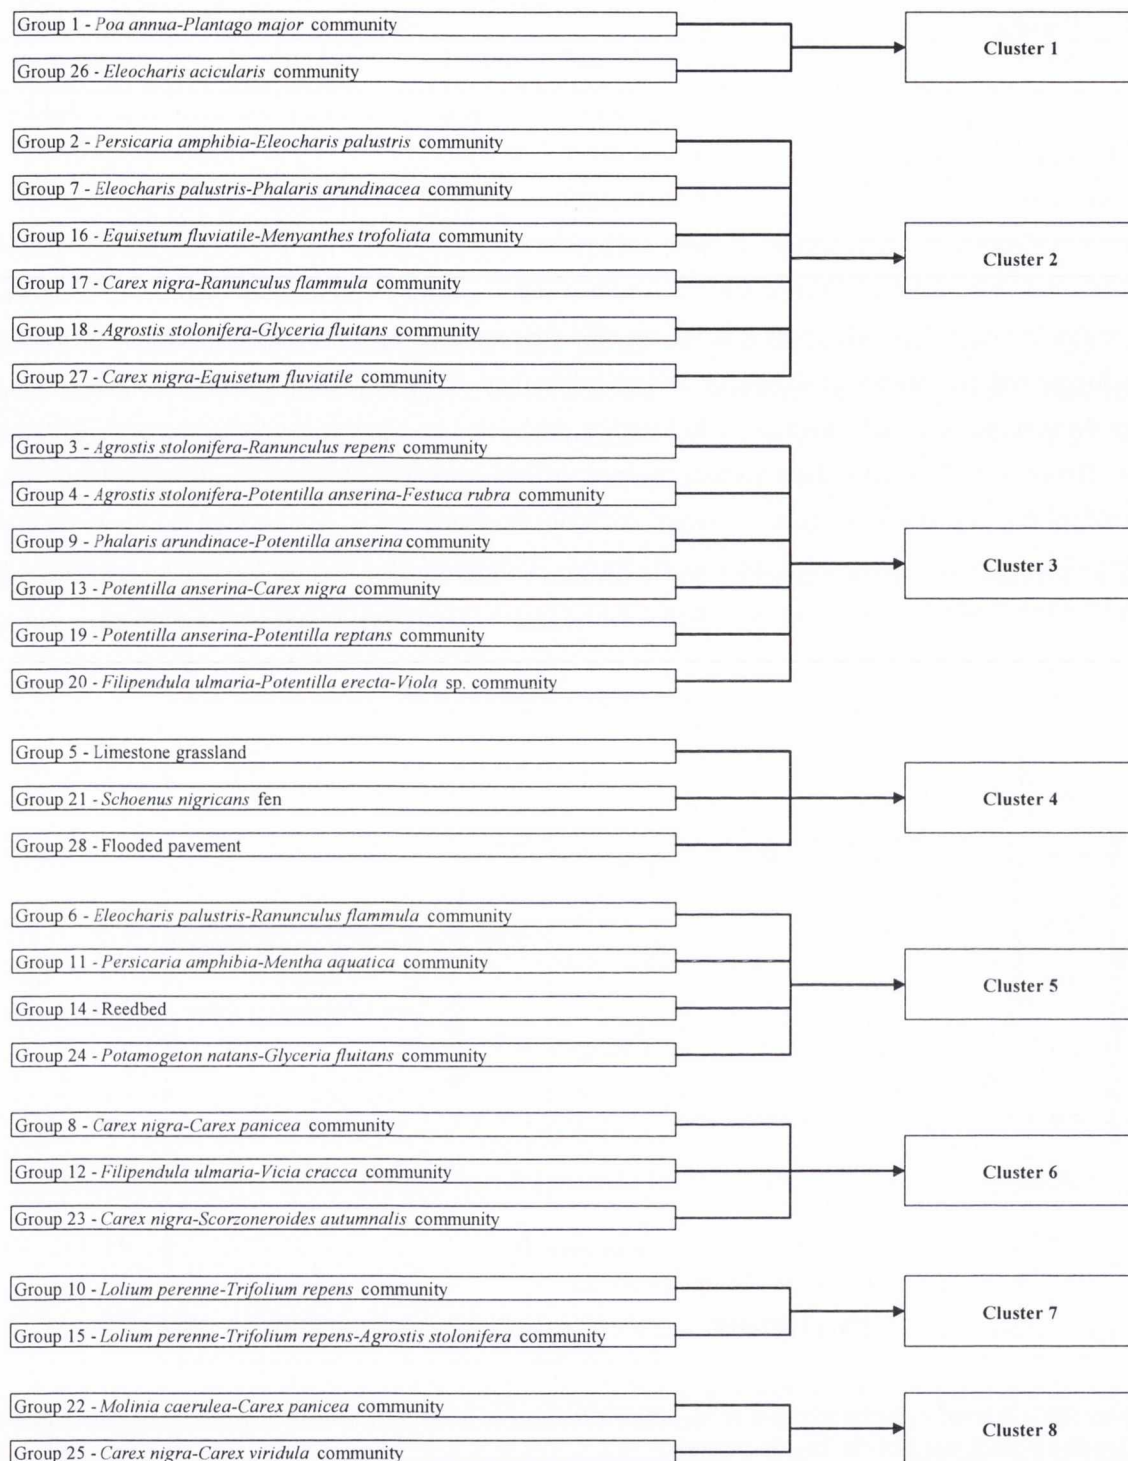 Group 1 - Poa annua-Plantago major community
Group 26 - Eleocharis acicularis community
Cluster 1
Group 2 - Persicaria amphibia-Eleocharis palustris community
Group 7 - Eleocharis palustris-Phalaris arundinacea community
Group 16 - Equisetum fluviatile-Menyanthes trofoliata community
Group 17 - Carex nigra-Ranunculus flammula community
Group 18 - Agrostis stolonifera-Glyceria fluitans community
Group 27 - Carex nigra-Equisetum fluviatile community
Cluster 2
Group 3 - Agrostis stolonifera-Ranunculus repens community
Group 4 - Agrostis stolonifera-Potentilla anserina-Festuca rubra community
Group 9 - Phalaris arundinace-Potentilla anserina community
Group 13 - Potentilla anserina-Carex nigra community
Group 19 - Potentilla anserina-Potentilla reptans community
Group 20 - Filipendula ulmaria-Potentilla erecta-Viola sp. community
Cluster 3
Group 5 - Limestone grassland
Group 21 - Schoenus nigricans fen
Group 28 - Flooded pavement
Cluster 4
Group 6 - Eleocharis palustris-Ranunculus flammula community
Group 11 - Persicaria amphibia-Mentha aquatica community
Group 14 - Reedbed
Group 24 - Potamogeton natans-Glyceria fluitans community
Cluster 5
Group 8 - Carex nigra-Carex panicea community
Group 12 - Filipendula ulmaria-Vicia cracca community
Group 23 - Carex nigra-Scorzoneroides autumnalis community
Cluster 6
Group 10 - Lolium perenne-Trifolium repens community
Group 15 - Lolium perenne-Trifolium repens-Agrostis stolonifera community
Cluster 7
Group 22 - Molinia caerulea-Carex panicea community
Group 25 - Carex nigra-Carex viridula community
Cluster 8